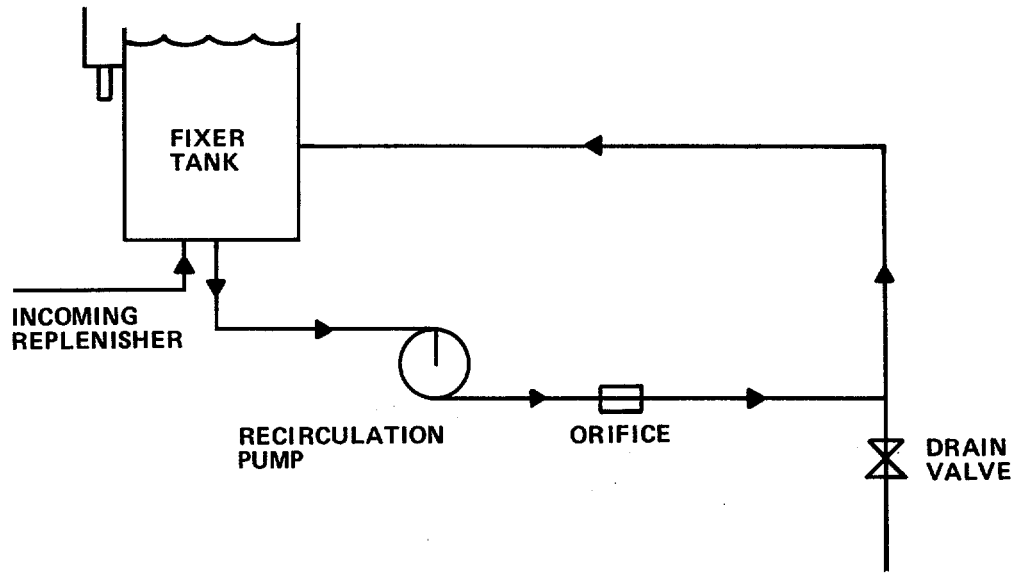 FIXER
TANK
INCOMING
REPLENISHER
RECIRCULATION
PUMP
ORIFICE
DRAIN
VALVE